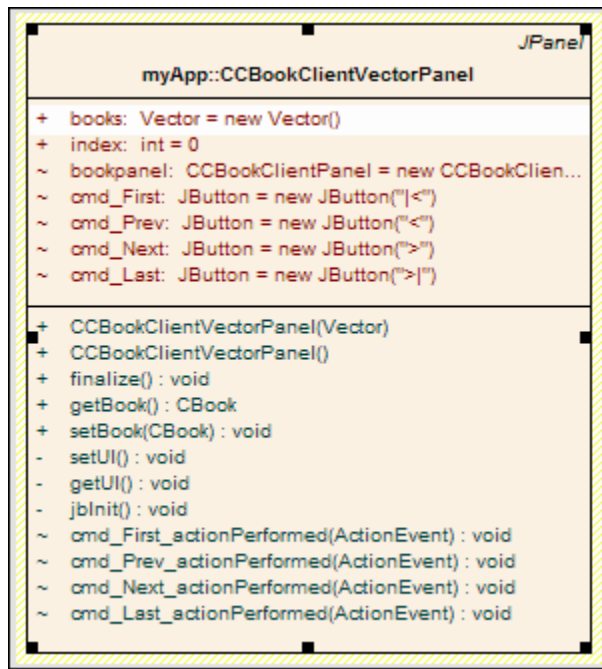 JPanel
myApp::CCBookClientVectorPanel
+ books: Vector = new Vector()
+ index: int = 0
~ bookpanel: CCBookClientPanel = new CCBookClien...
~ cmd_First: JButton = new JButton("|<")
~ cmd_Prev: JButton = new JButton("<")
~ cmd_Next: JButton = new JButton(">")
~ cmd_Last: JButton = new JButton(">|")
+ CCBookClientVectorPanel(Vector)
+ CCBookClientVectorPanel()
+ finalize() : void
+ getBook() : CBook
+ setBook(CBook) : void
- setUI() : void
- getUI() : void
- jbInit() : void
~ cmd_First_actionPerformed(ActionEvent) : void
~ cmd_Prev_actionPerformed(ActionEvent) : void
~ cmd_Next_actionPerformed(ActionEvent) : void
~ cmd_Last_actionPerformed(ActionEvent) : void